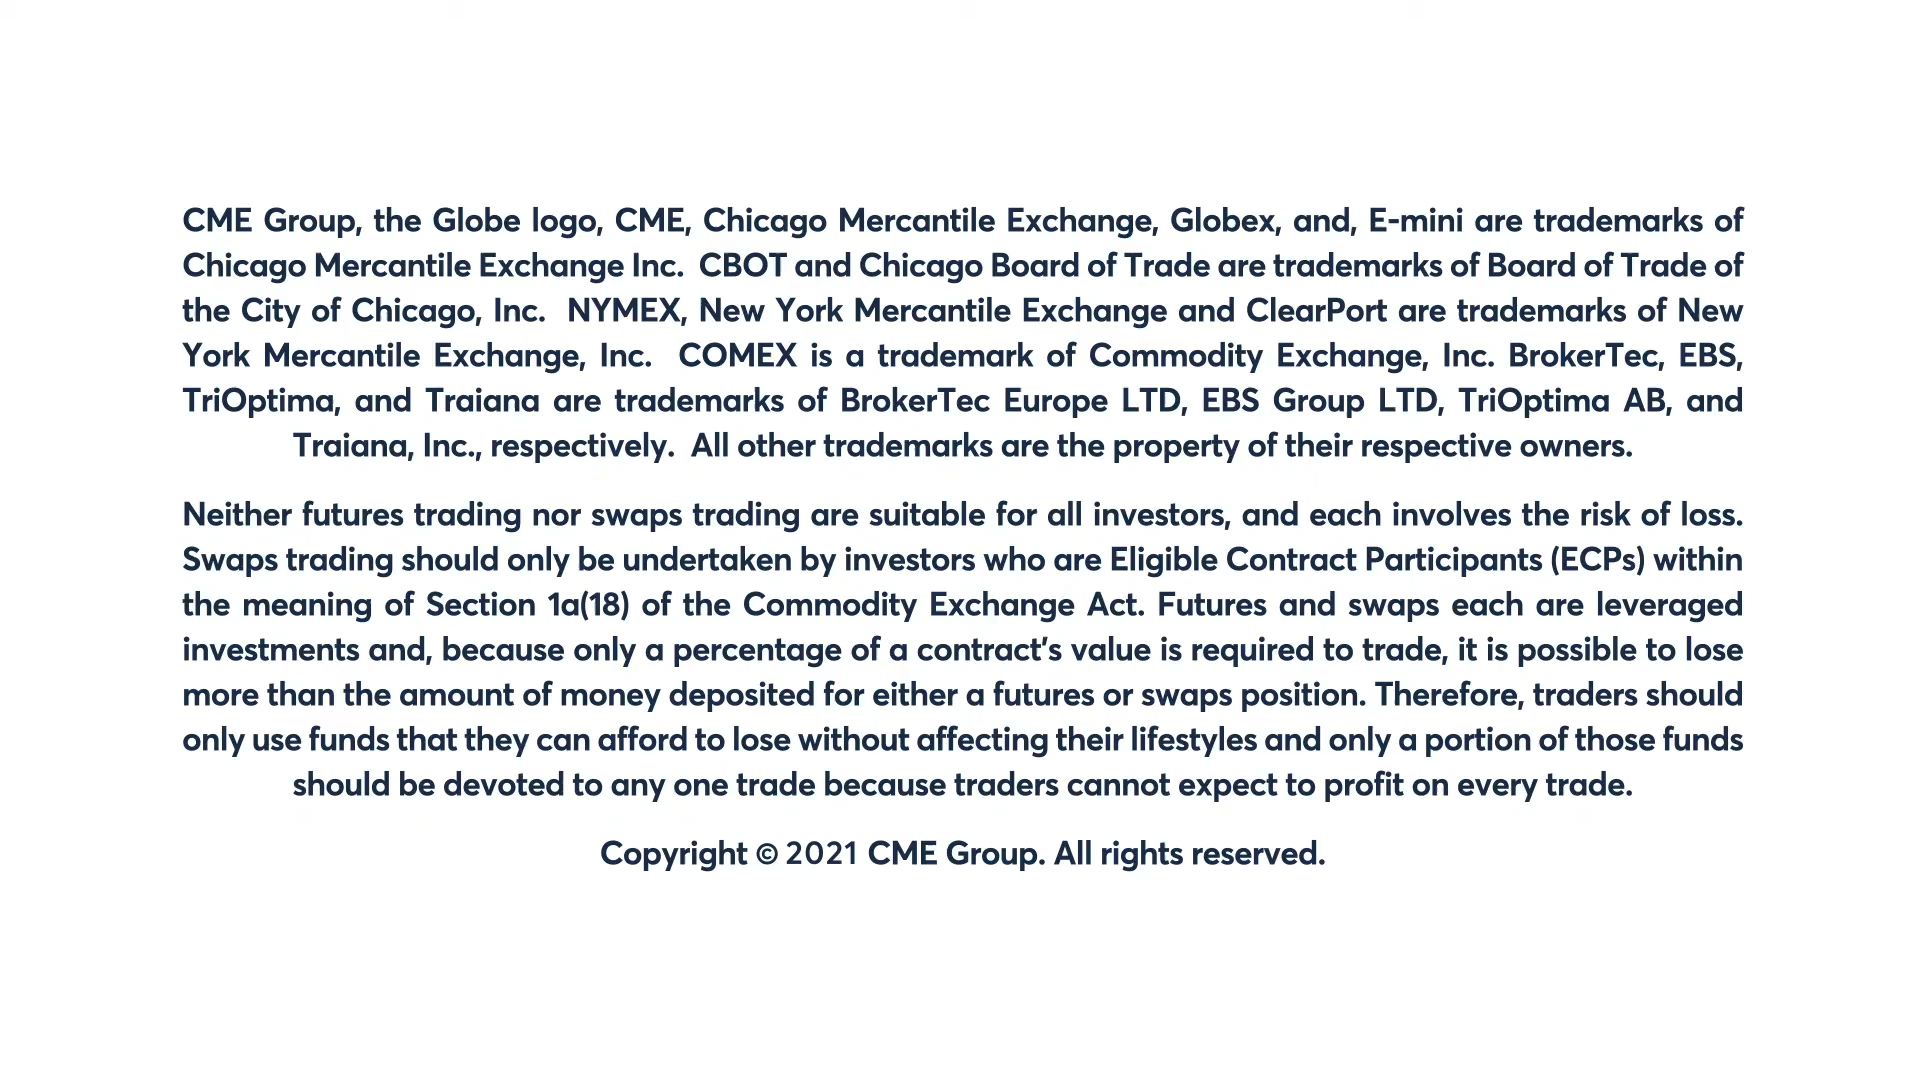 CME Group, the Globe logo, CME, Chicago Mercantile Exchange, Globex, and, E-mini are trademarks of
Chicago Mercantile Exchange Inc.  CBOT and Chicago Board of Trade are trademarks of Board of Trade of
the City of Chicago, Inc.  NYMEX, New York Mercantile Exchange and ClearPort are trademarks of New
York Mercantile Exchange, Inc.  COMEX is a trademark of Commodity Exchange, Inc. BrokerTec, EBS,
TriOptima, and Traiana are trademarks of BrokerTec Europe LTD, EBS Group LTD, TriOptima AB, and
Traiana, Inc., respectively.  All other trademarks are the property of their respective owners.
Neither futures trading nor swaps trading are suitable for all investors, and each involves the risk of loss.
Swaps trading should only be undertaken by investors who are Eligible Contract Participants (ECPs) within
the meaning of Section 1a(18) of the Commodity Exchange Act. Futures and swaps each are leveraged
investments and, because only a percentage of a contract's value is required to trade, it is possible to lose
more than the amount of money deposited for either a futures or swaps position. Therefore, traders should
only use funds that they can afford to lose without affecting their lifestyles and only a portion of those funds
should be devoted to any one trade because traders cannot expect to profit on every trade.
Copyright © 2021 CME Group. All rights reserved.